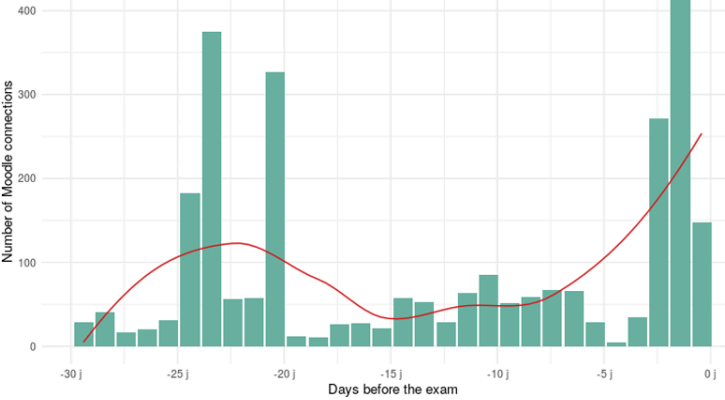 400
300
200
100
0
Number of Moodle connections
-30 j
-25 j
-20 j
-15 j
-10 j
-5 j
0 j
Days before the exam